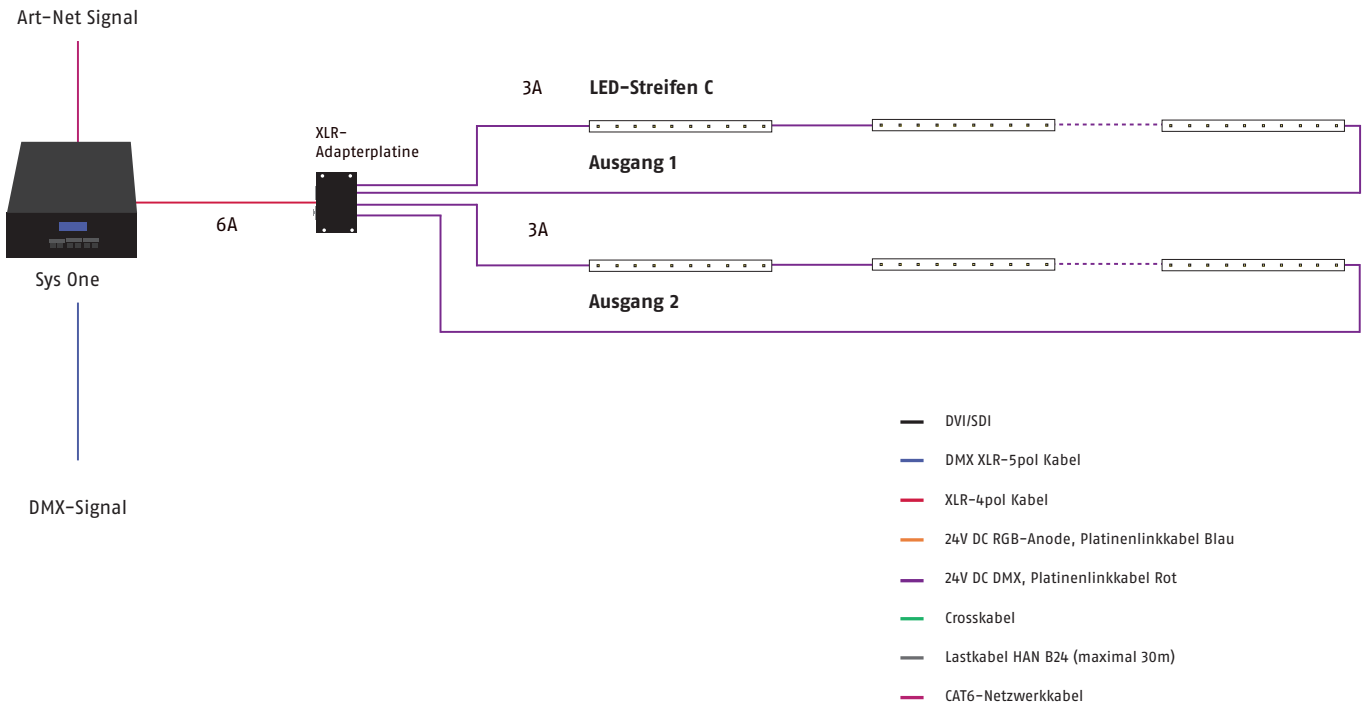 Art-Net Signal
3A
LED-Streifen C
XLR-
Adapterplatine
Ausgang 1
6A
3A
Sys One
Ausgang 2
DMX-Signal
DVI/SDI
DMX XLR-5pol Kabel
XLR-4pol Kabel
24V DC RGB-Anode, Platinenlinkkabel Blau
24V DC DMX, Platinenlinkkabel Rot
Crosskabel
Lastkabel HAN B24 (maximal 30m)
CAT6-Netzwerkkabel